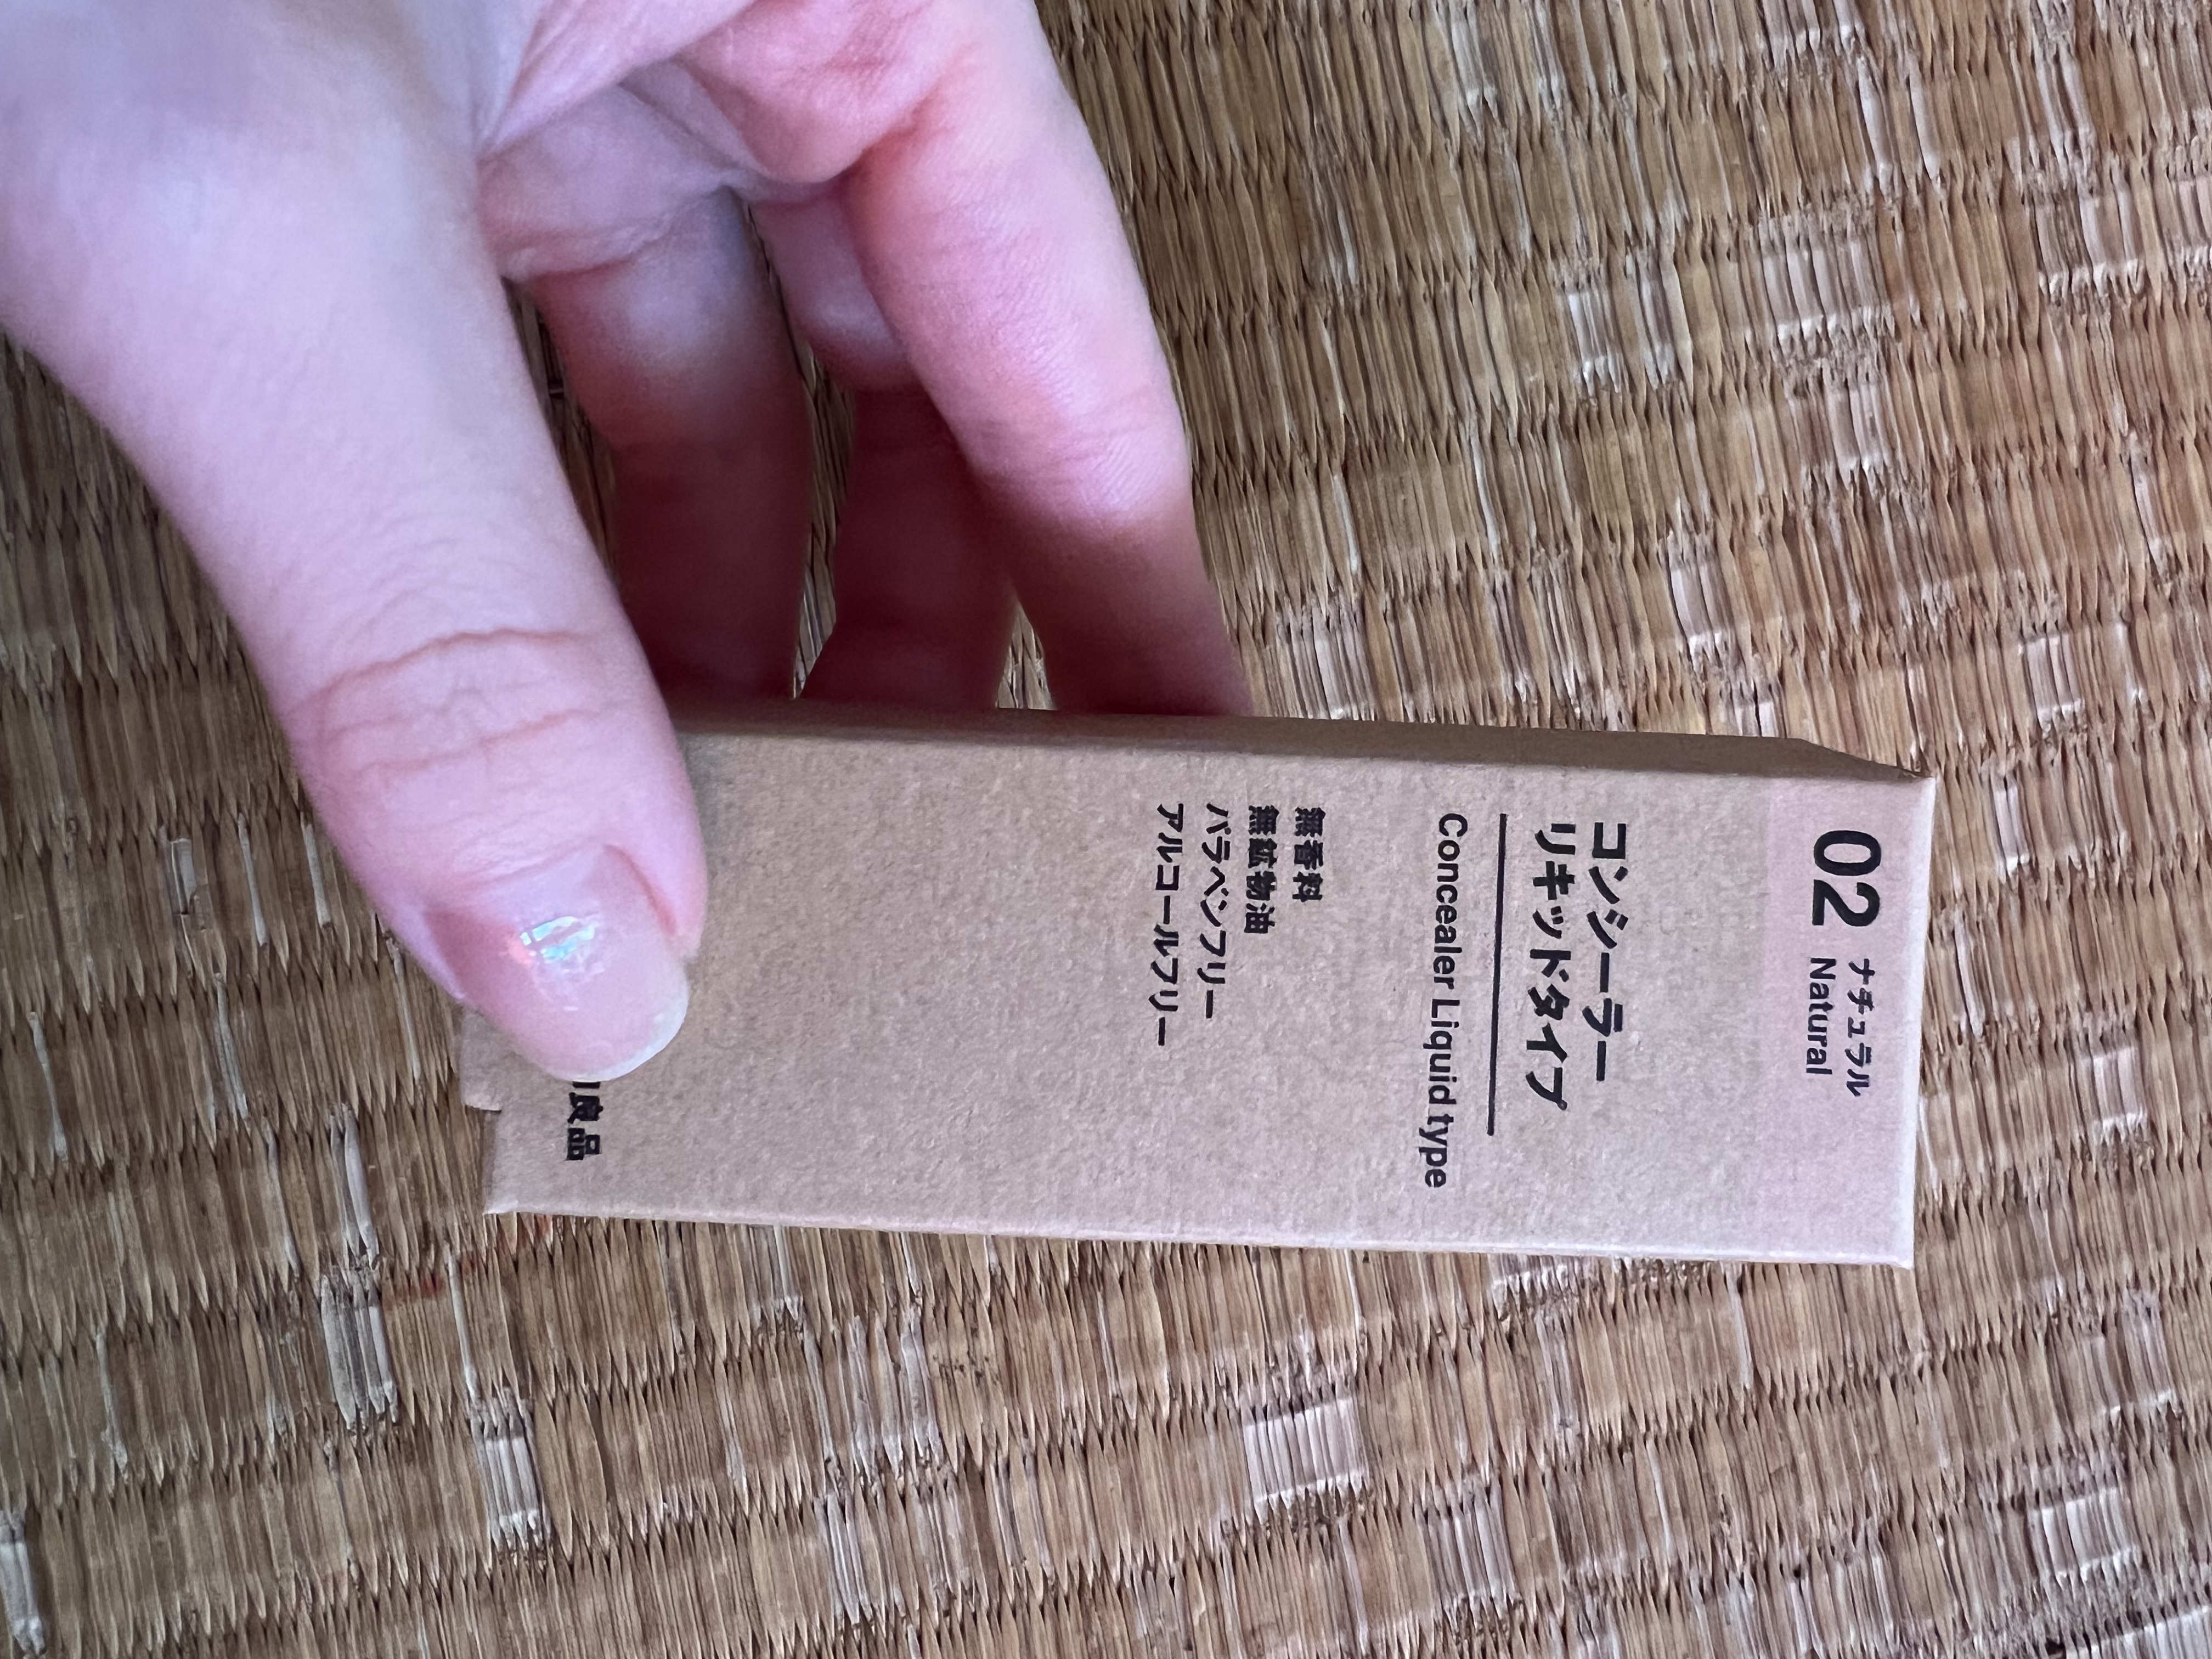 02 ナチュラル
Natural
コンシーラー
リキッドタイプ
Concealer Liquid type
無香料
無鉱物油
パラベンフリー
アルコールフリー
良品